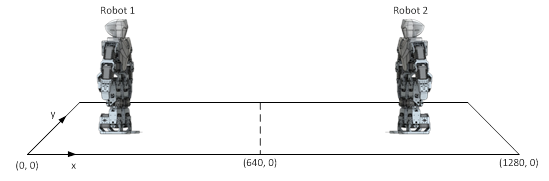 Robot 1
Robot 2
y
x
(0, 0)
(640, 0)
(1280, 0)